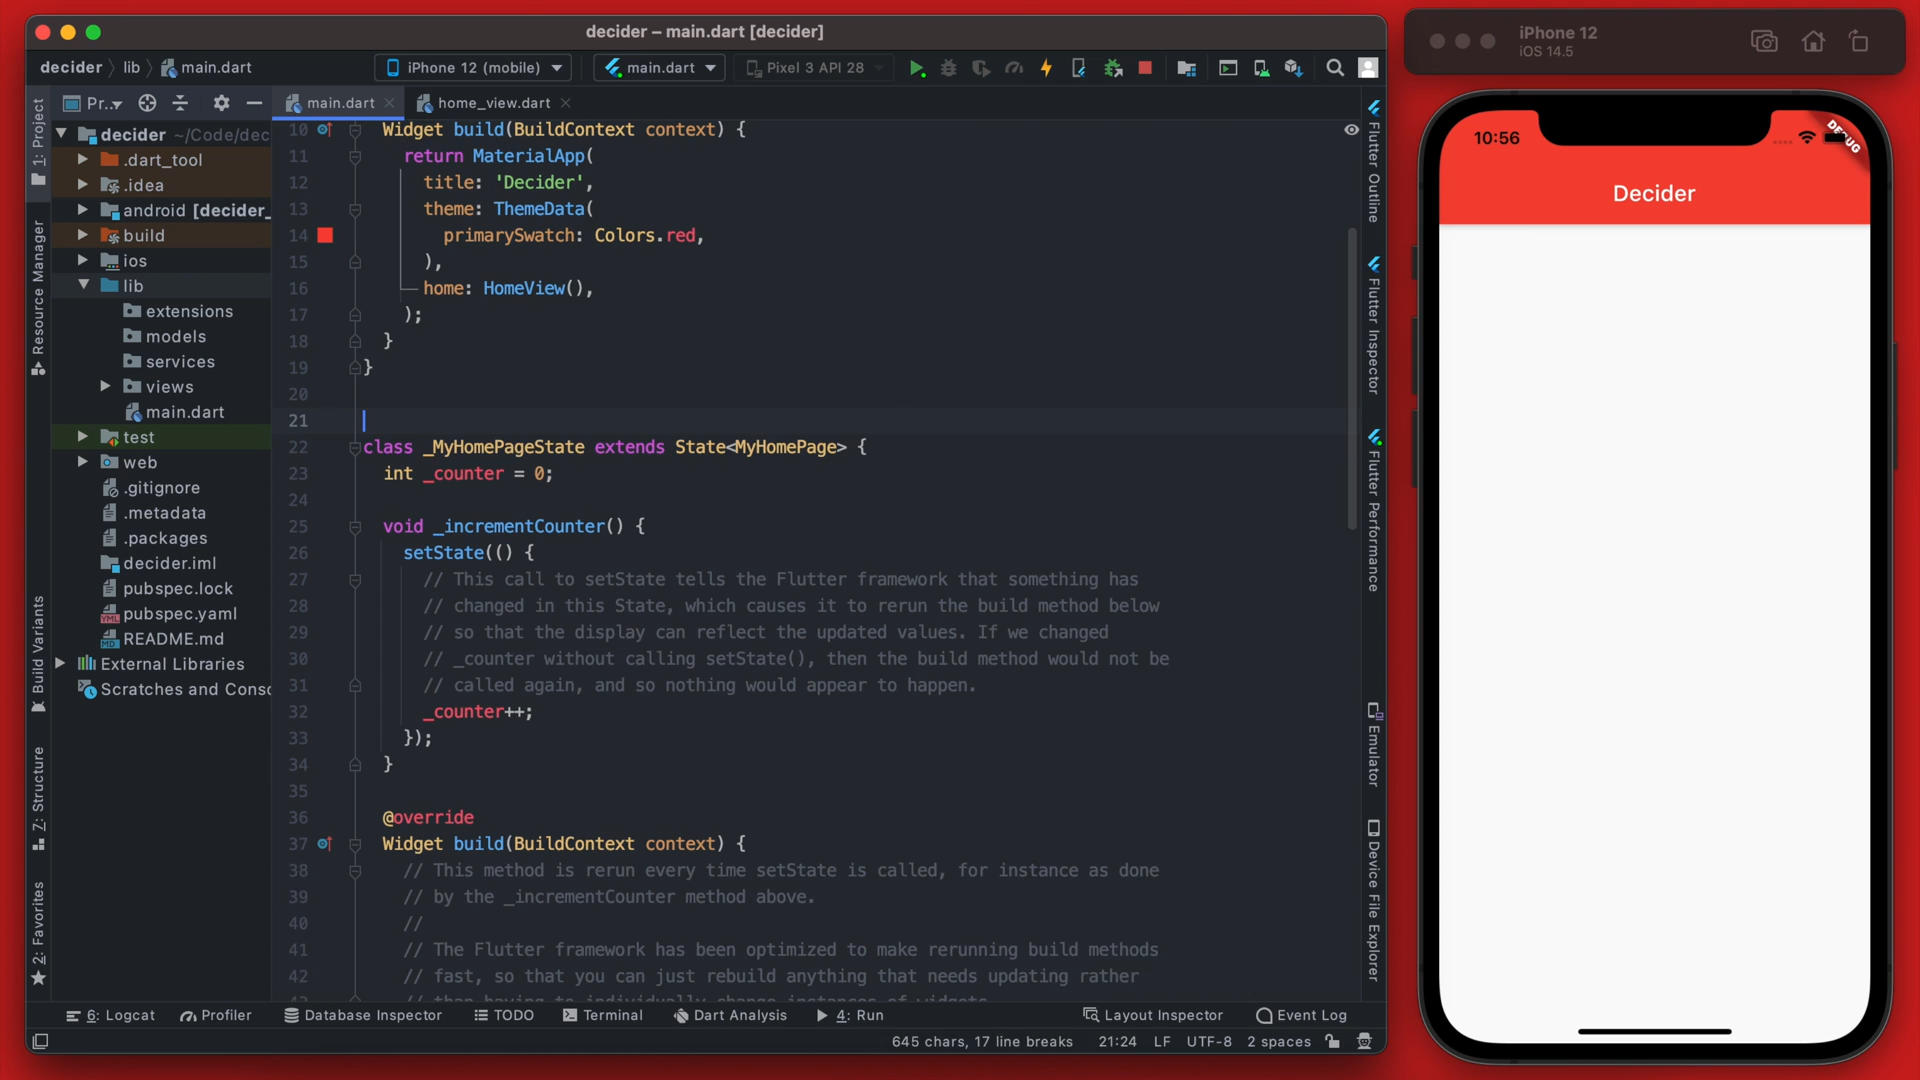 decider – main.dart [decider]
decider
lib
main.dart
iPhone 12 (mobile)
main.dart
Pixel 3 API 28
1: Project
Pr...
main.dart
home_view.dart
decider ~/Code/dec
.dart_tool
.idea
android [decider_
build
ios
lib
extensions
models
services
views
main.dart
test
web
.gitignore
.metadata
.packages
decider.iml
pubspec.lock
pubspec.yaml
README.md
External Libraries
Scratches and Conso
Resource Manager
Build Variants
Z: Structure
2: Favorites
10 Widget build(BuildContext context) {
11 return MaterialApp(
12 title: 'Decider',
13 theme: ThemeData(
14 primarySwatch: Colors.red,
15 ),
16 home: HomeView(),
17 );
18 }
19 }
20
21
22 class _MyHomePageState extends State<MyHomePage> {
23 int _counter = 0;
24
25 void _incrementCounter() {
26 setState(() {
27 // This call to setState tells the Flutter framework that something has
28 // changed in this State, which causes it to rerun the build method below
29 // so that the display can reflect the updated values. If we changed
30 // _counter without calling setState(), then the build method would not be
31 // called again, and so nothing would appear to happen.
32 _counter++;
33 });
34 }
35
36 @override
37 Widget build(BuildContext context) {
38 // This method is rerun every time setState is called, for instance as done
39 // by the _incrementCounter method above.
40 //
41 // The Flutter framework has been optimized to make rerunning build methods
42 // fast, so that you can just rebuild anything that needs updating rather
43 // than having to individually change instances of widgets.
Flutter Outline
Flutter Inspector
Flutter Performance
Emulator
Device File Explorer
6: Logcat
Profiler
Database Inspector
TODO
Terminal
Dart Analysis
4: Run
Layout Inspector
Event Log
645 chars, 17 line breaks
21:24
LF
UTF-8
2 spaces
iPhone 12
iOS 14.5
10:56
DEBUG
Decider